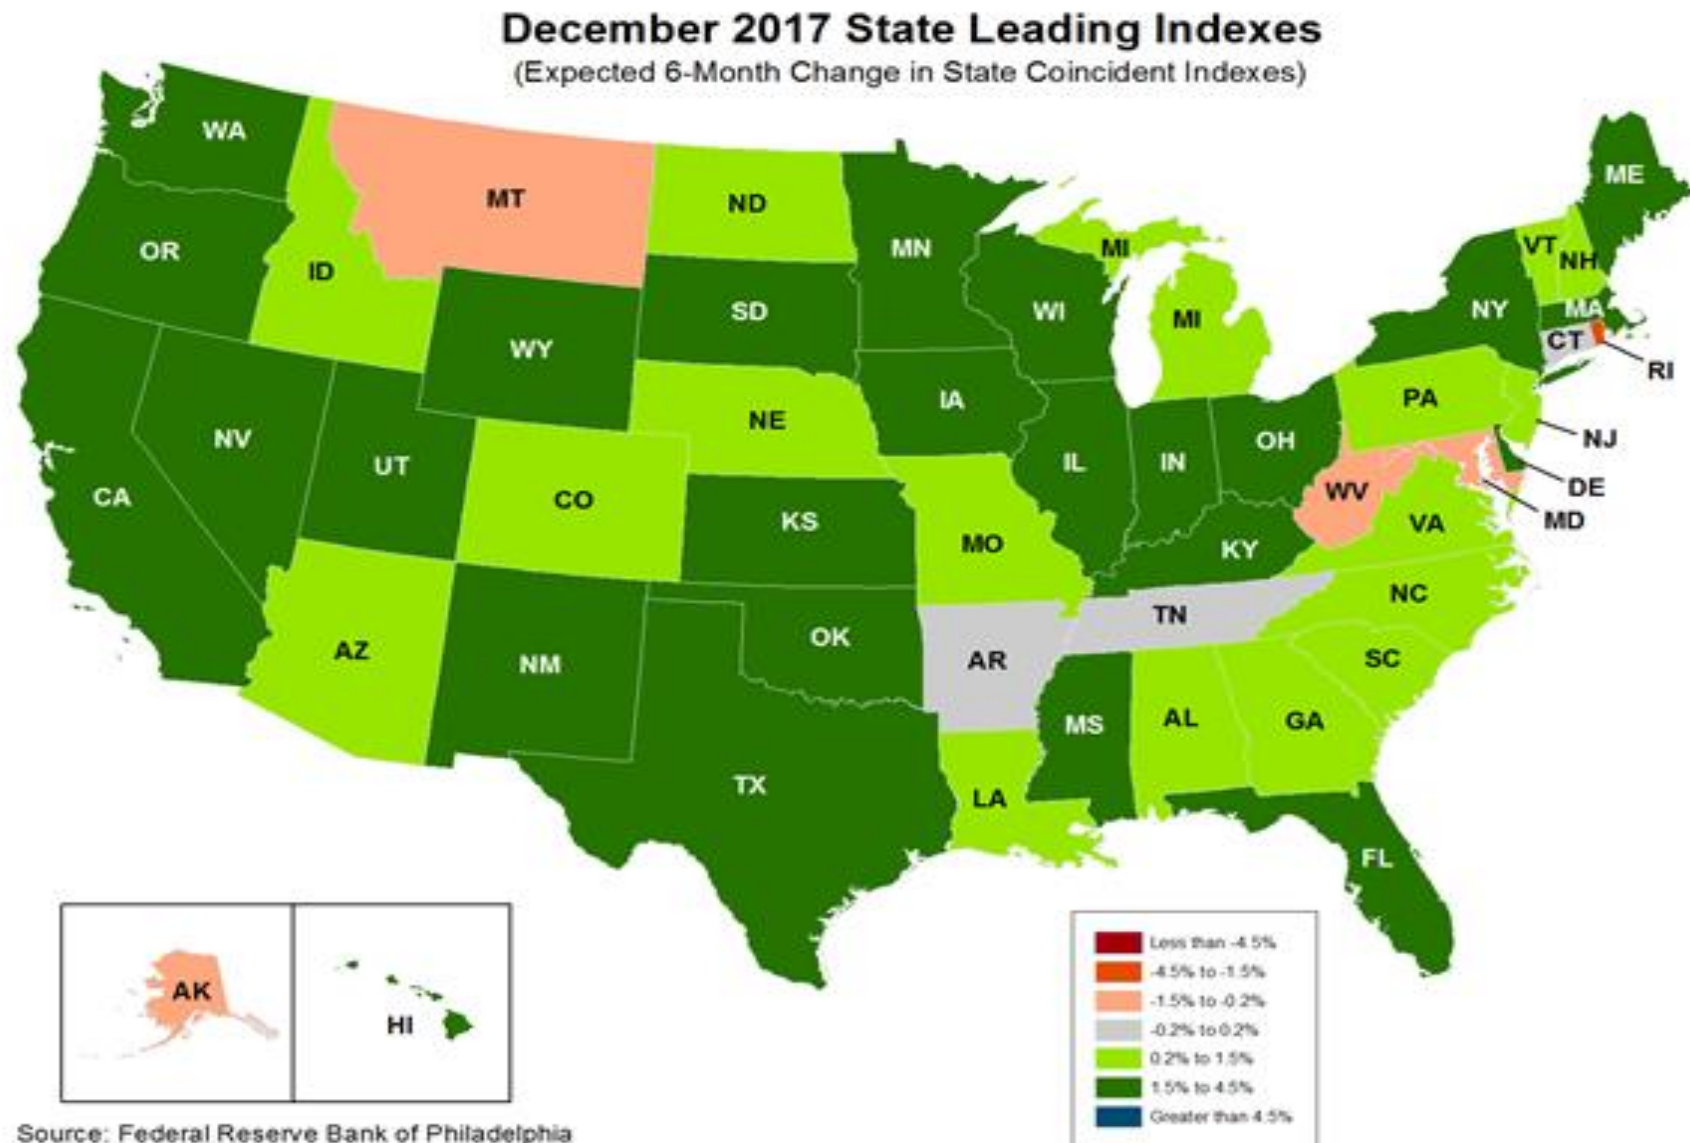 December 2017 State Leading Indexes
(Expected 6-Month Change in State Coincident Indexes)
WA
ME
MT
ND
VT
MN
MI
OR
NH
ID
SD
WI
MI
NY
MA
CT
WY
RI
IA
PA
NE
NV
OH
NJ
UT
IL
IN
CA
CO
WV
DE
KS
MD
VA
MO
KY
NC
TN
OK
AZ
NM
AR
SC
MS
AL
GA
TX
LA
FL
AK
HI
Less than -4.5%
-4.5% to -1.5%
-1.5% to -0.2%
-0.2% to 0.2%
0.2% to 1.5%
1.5% to 4.5%
Greater than 4.5%
Source: Federal Reserve Bank of Philadelphia